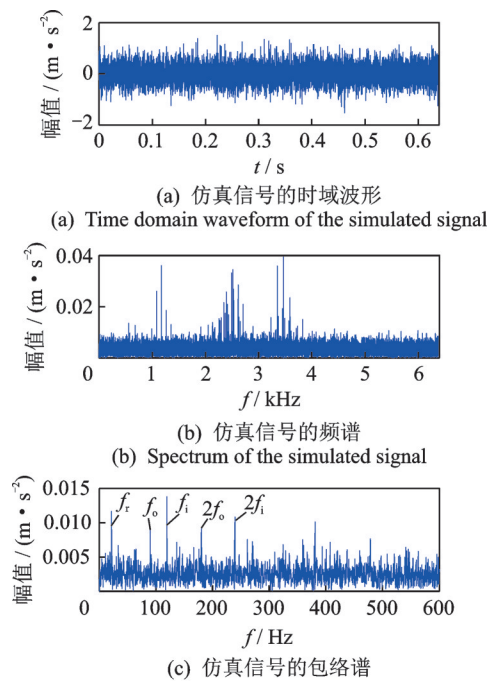 幅值 / (m·s⁻²)
2
0
−2
0 0.1 0.2 0.3 0.4 0.5 0.6
t / s
(a) 仿真信号的时域波形
(a) Time domain waveform of the simulated signal
幅值 / (m·s⁻²)
0.04
0.02
0 1 2 3 4 5 6
f / kHz
(b) 仿真信号的频谱
(b) Spectrum of the simulated signal
幅值 / (m·s⁻²)
0.015
0.010
0.005
fr fo fi 2fo 2fi
0 100 200 300 400 500 600
f / Hz
(c) 仿真信号的包络谱